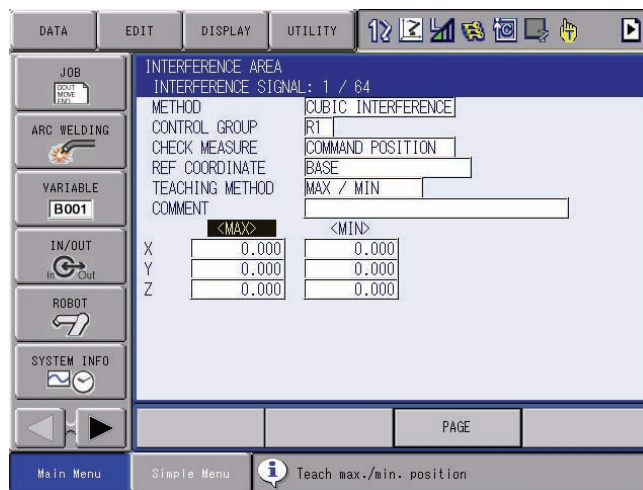 DATA EDIT DISPLAY UTILITY
JOB
DOUT
MOVE
END
ARC WELDING
VARIABLE
B001
IN/OUT
In Out
ROBOT
SYSTEM INFO
INTERFERENCE AREA
INTERFERENCE SIGNAL: 1 / 64
METHOD CUBIC INTERFERENCE
CONTROL GROUP R1
CHECK MEASURE COMMAND POSITION
REF COORDINATE BASE
TEACHING METHOD MAX / MIN
COMMENT
<MAX> <MIN>
X 0.000 0.000
Y 0.000 0.000
Z 0.000 0.000
PAGE
Main Menu Simple Menu Teach max./min. position